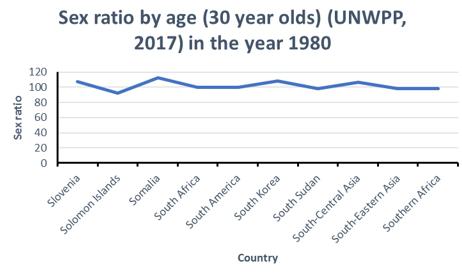 Sex ratio by age (30 year olds) (UNWPP,
2017) in the year 1980
120
100
80
60
40
20
0
Sex ratio
Slovenia
Solomon Islands
Somalia
South Africa
South America
South Korea
South Sudan
South-Central Asia
South-Eastern Asia
Southern Africa
Country